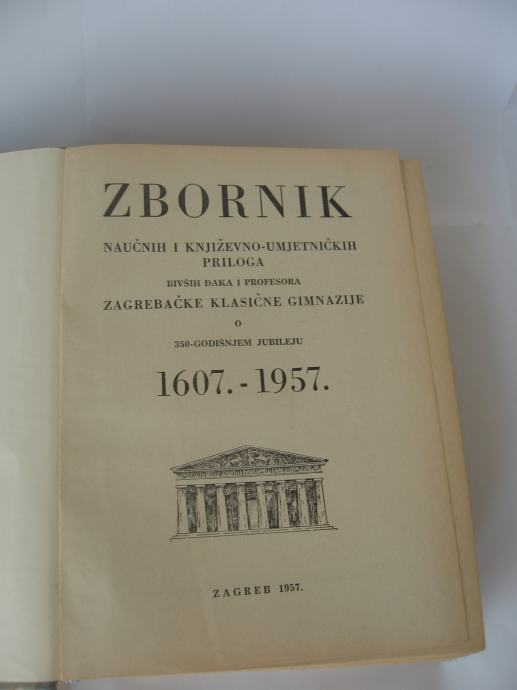 ZBORNIK
NAUČNIH I KNJIŽEVNO-UMJETNIČKIH
PRILOGA
BIVŠIH ĐAKA I PROFESORA
ZAGREBAČKE KLASIČNE GIMNAZIJE
O
350-GODIŠNJEM JUBILEJU
1607.-1957.
ZAGREB 1957.